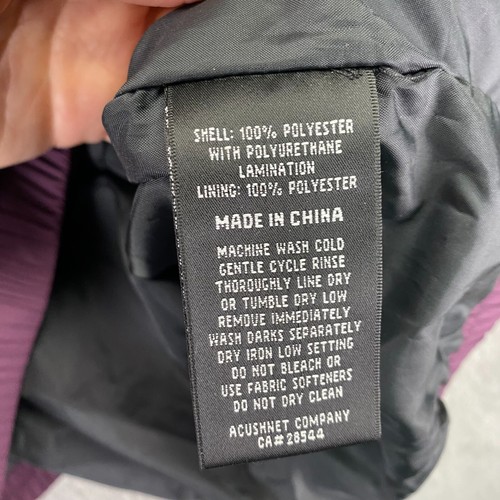 SHELL: 100% POLYESTER
WITH POLYURETHANE
LAMINATION
LINING: 100% POLYESTER
MADE IN CHINA
MACHINE WASH COLD
GENTLE CYCLE RINSE
THOROUGHLY LINE DRY
OR TUMBLE DRY LOW
REMOVE IMMEDIATELY
WASH DARKS SEPARATELY
DRY IRON LOW SETTING
DO NOT BLEACH OR
USE FABRIC SOFTENERS
DO NOT DRY CLEAN
ACUSHNET COMPANY
CA# 28544